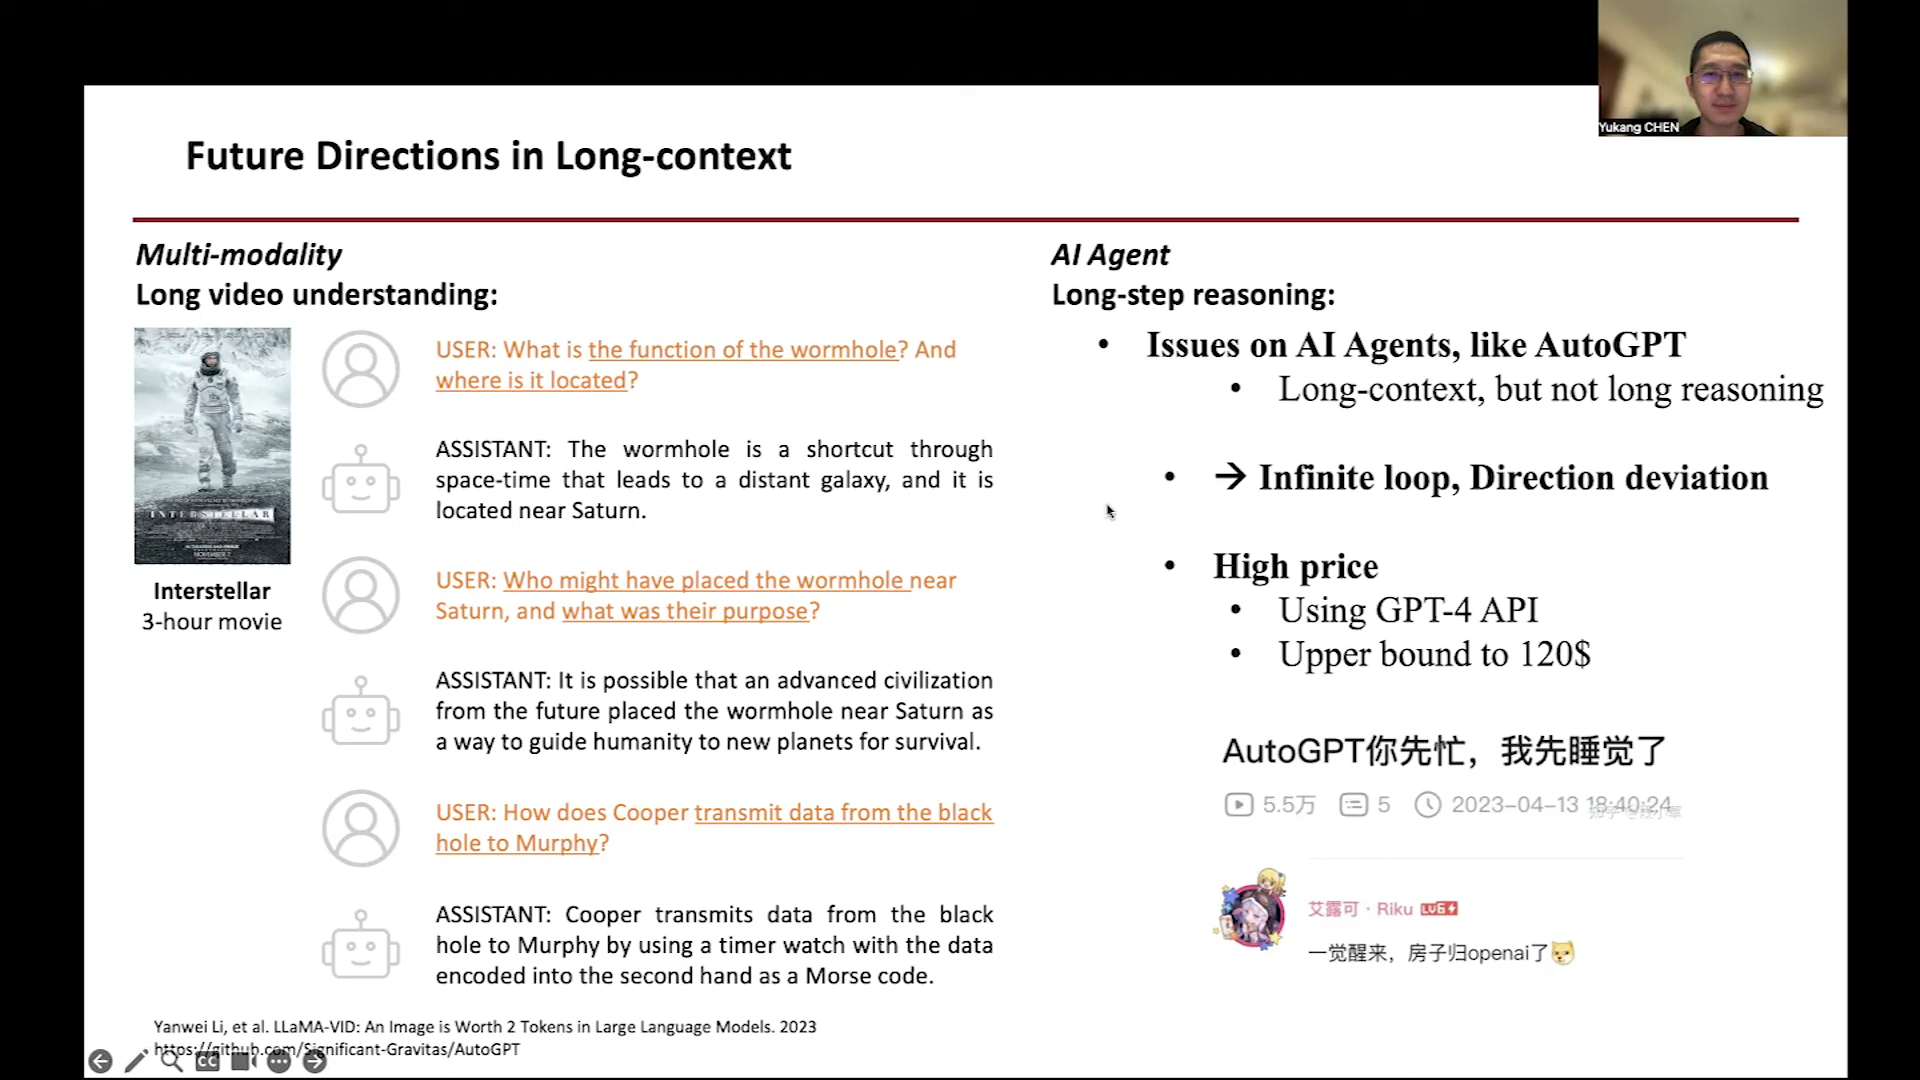 Yukang CHEN
Future Directions in Long-context
Multi-modality
Long video understanding:
INTERSTELLAR
Interstellar
3-hour movie
USER: What is the function of the wormhole? And
where is it located?
ASSISTANT: The wormhole is a shortcut through
space-time that leads to a distant galaxy, and it is
located near Saturn.
USER: Who might have placed the wormhole near
Saturn, and what was their purpose?
ASSISTANT: It is possible that an advanced civilization
from the future placed the wormhole near Saturn as
a way to guide humanity to new planets for survival.
USER: How does Cooper transmit data from the black
hole to Murphy?
ASSISTANT: Cooper transmits data from the black
hole to Murphy by using a timer watch with the data
encoded into the second hand as a Morse code.
AI Agent
Long-step reasoning:
• Issues on AI Agents, like AutoGPT
• Long-context, but not long reasoning
• → Infinite loop, Direction deviation
• High price
• Using GPT-4 API
• Upper bound to 120$
AutoGPT你先忙，我先睡觉了
5.5万 5 2023-04-13 18:40:24
艾露可·Riku LV6
一觉醒来，房子归openai了
Yanwei Li, et al. LLaMA-VID: An Image is Worth 2 Tokens in Large Language Models. 2023
https://github.com/Significant-Gravitas/AutoGPT
CC